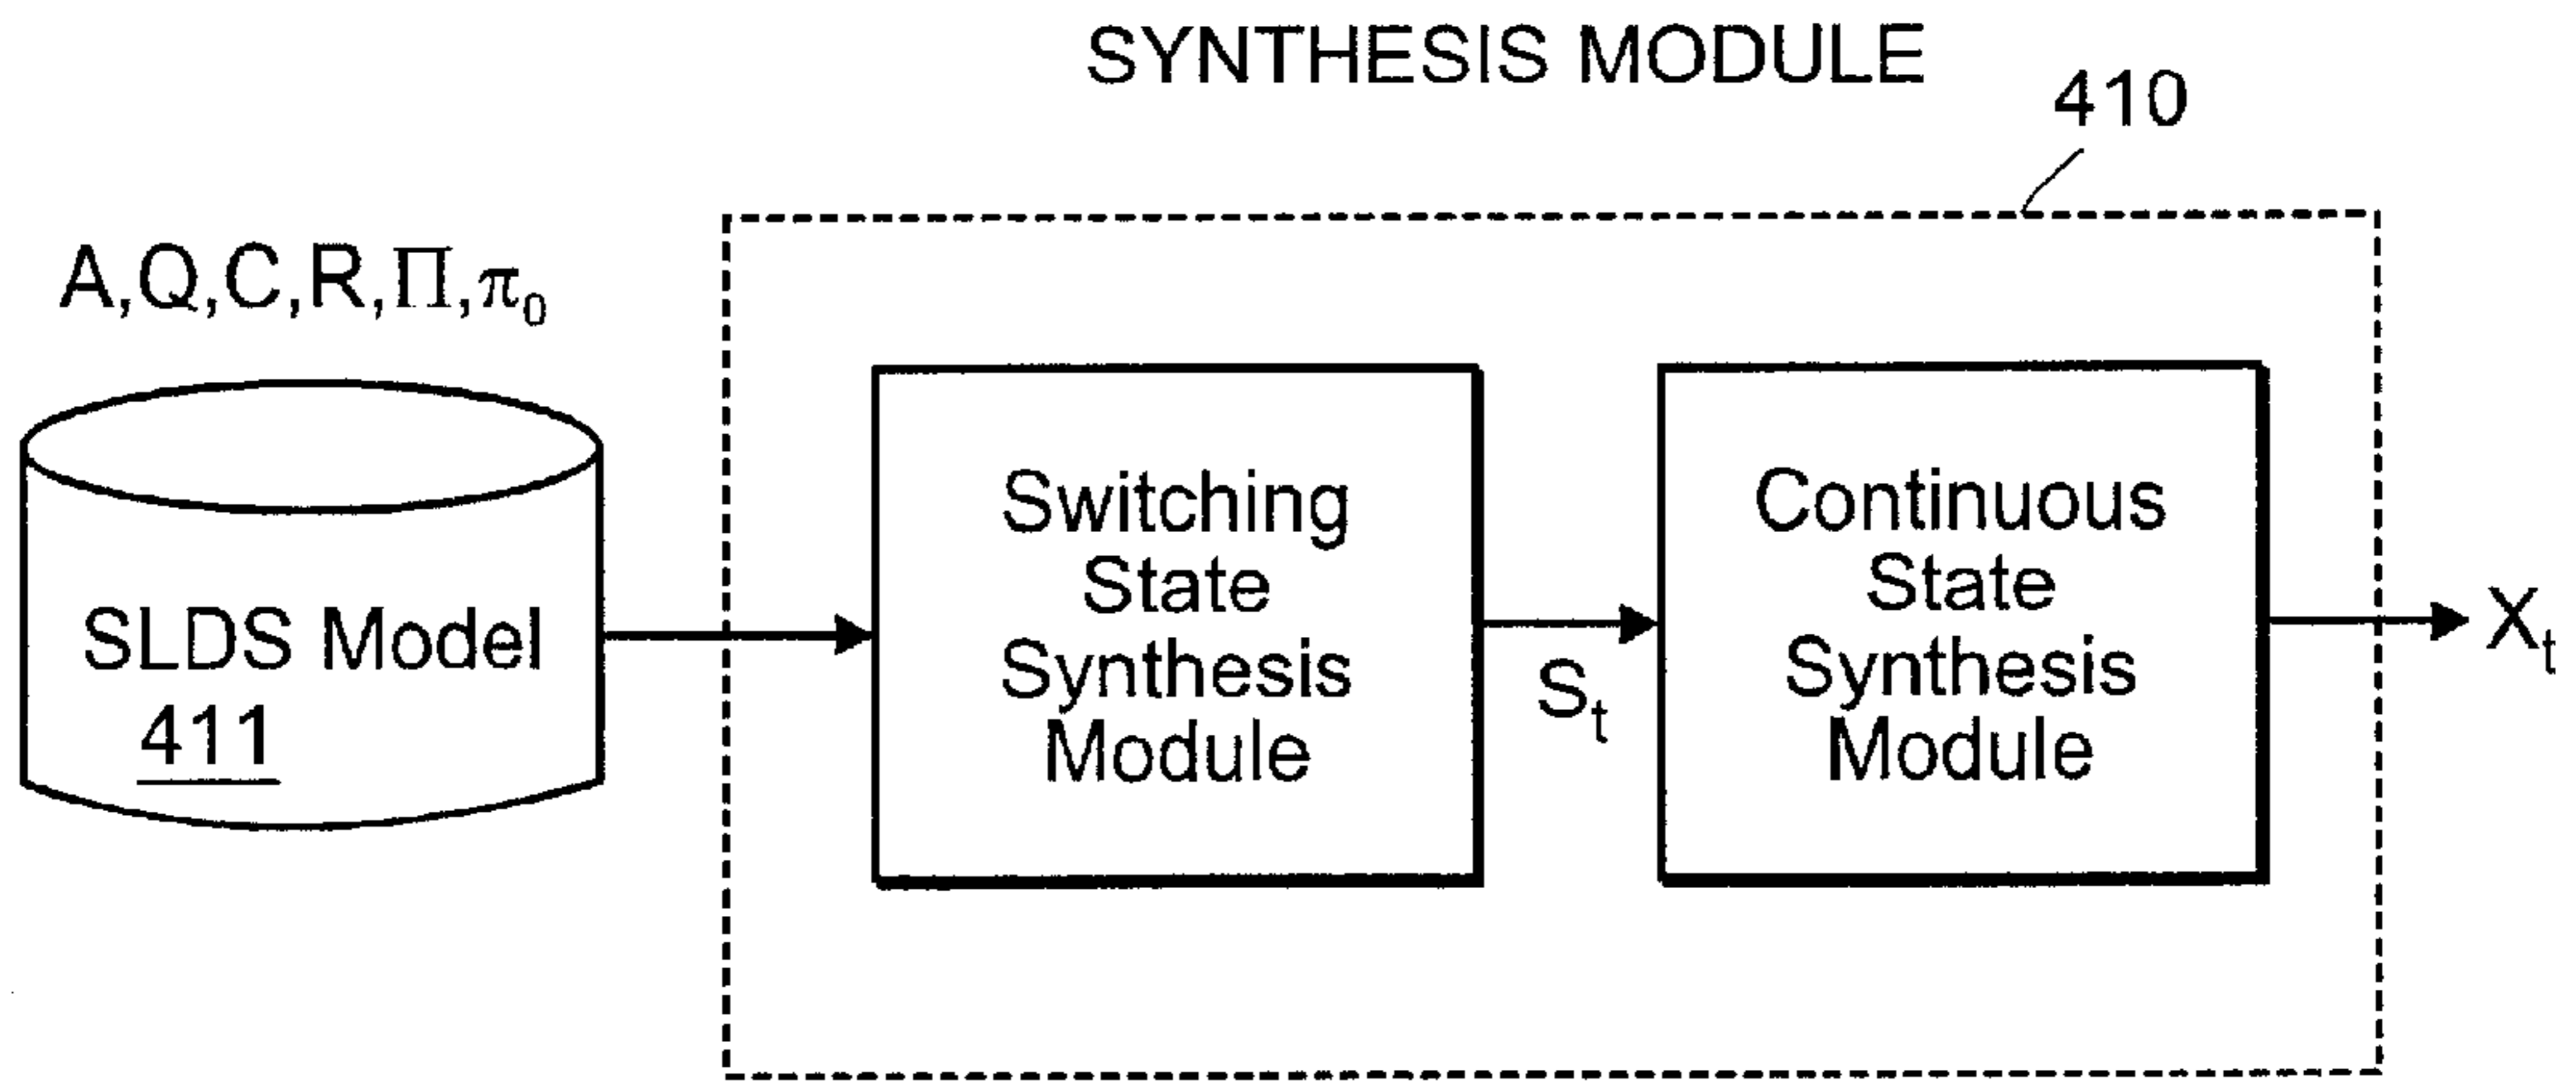 SYNTHESIS MODULE
410
A,Q,C,R,Π,π₀
SLDS Model
411
Switching
State
Synthesis
Module
Sₜ
Continuous
State
Synthesis
Module
Xₜ